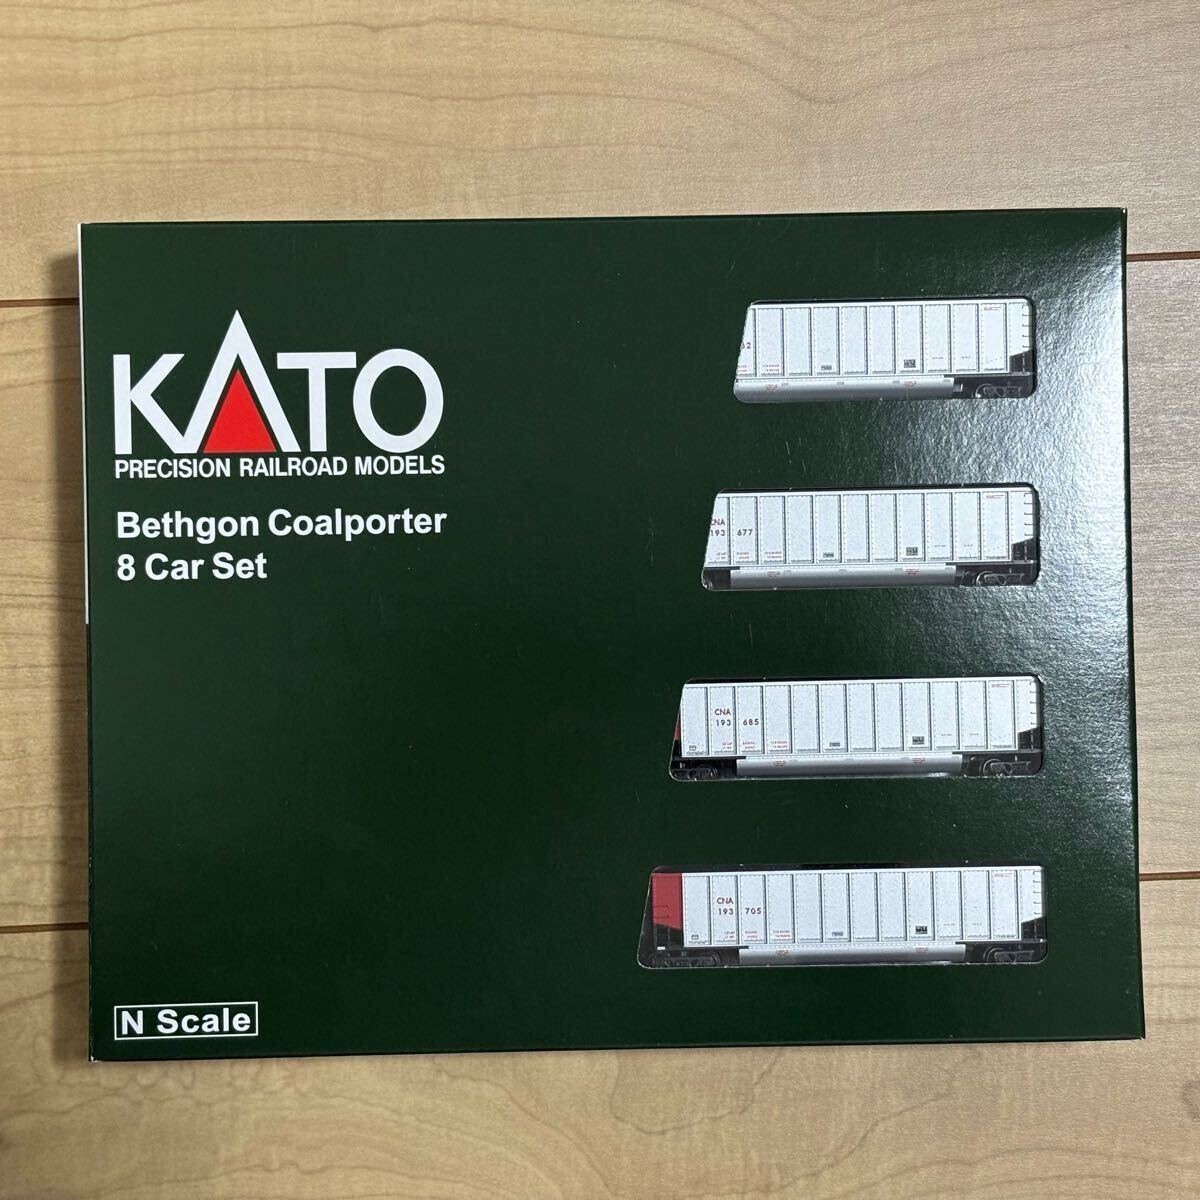 KATO
PRECISION RAILROAD MODELS
Bethgon Coalporter
8 Car Set
N Scale
62
CNA
193 677
CNA
193 685
CNA
193 705